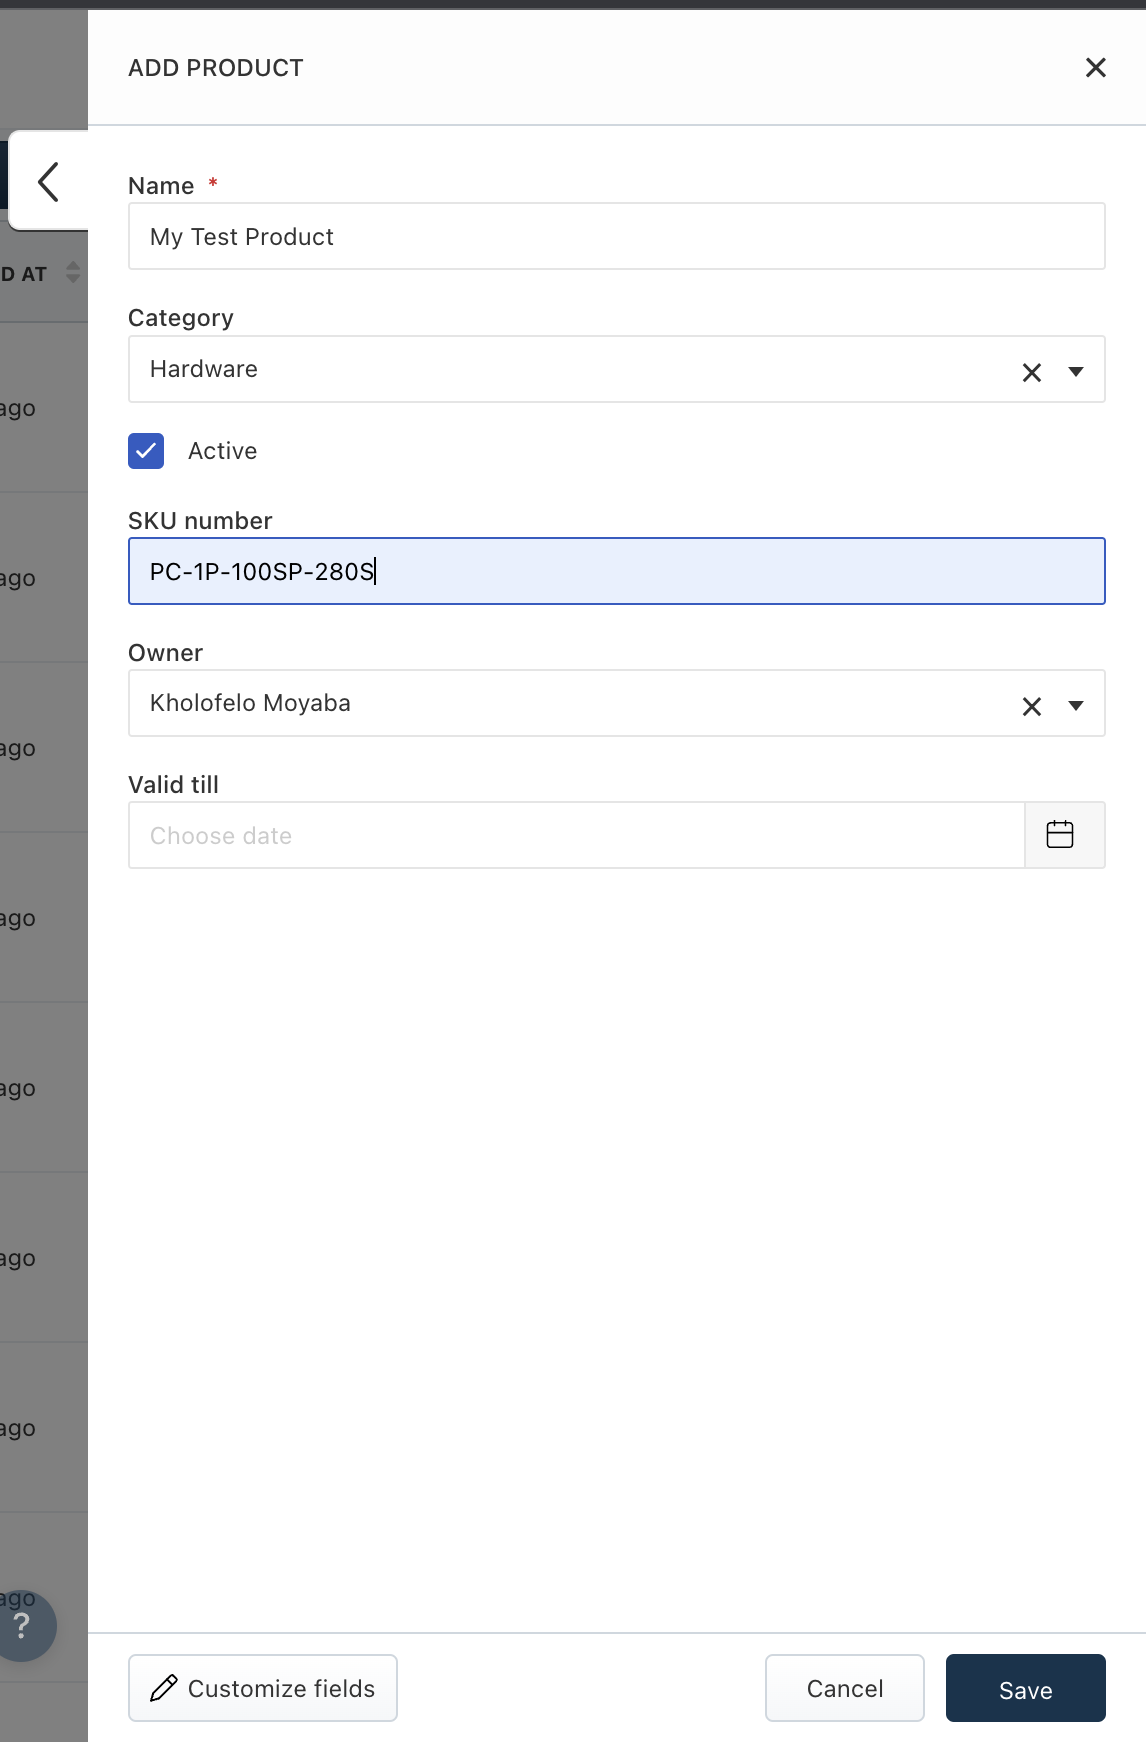 ADD PRODUCT
Name *
My Test Product
D AT
Category
Hardware
ago
Active
SKU number
PC-1P-100SP-280S
ago
Owner
Kholofelo Moyaba
ago
Valid till
Choose date
ago
ago
ago
ago
ago
?
Customize fields
Cancel
Save